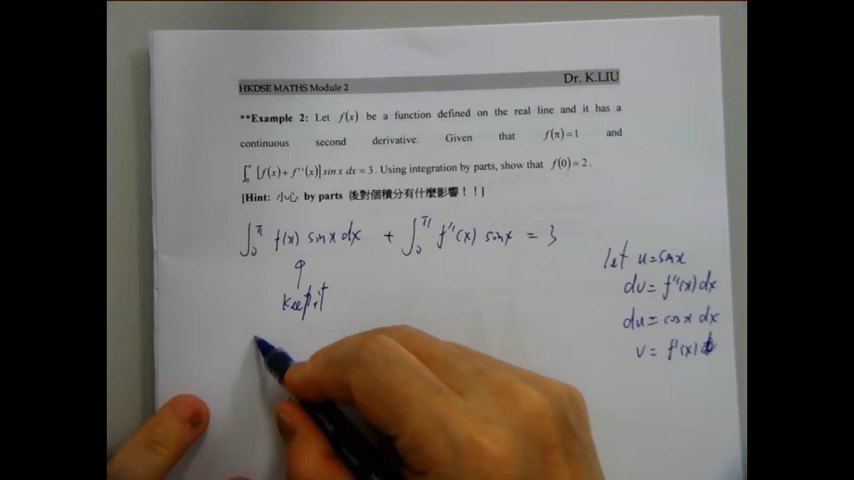 HKDSE MATHS Module 2 Dr. K.LIU
**Example 2: Let f(x) be a function defined on the real line and it has a
continuous second derivative. Given that f(π)=1 and
∫₀^π [f(x)+f''(x)] sin x dx = 3. Using integration by parts, show that f(0)=2.
[Hint: 小心 by parts 後對個積分有什麼影響！！]
∫₀^π f(x) sin x dx + ∫₀^π f''(x) sin x = 3
Keep it
let u = sin x
dv = f''(x) dx
du = cos x dx
v = f'(x)